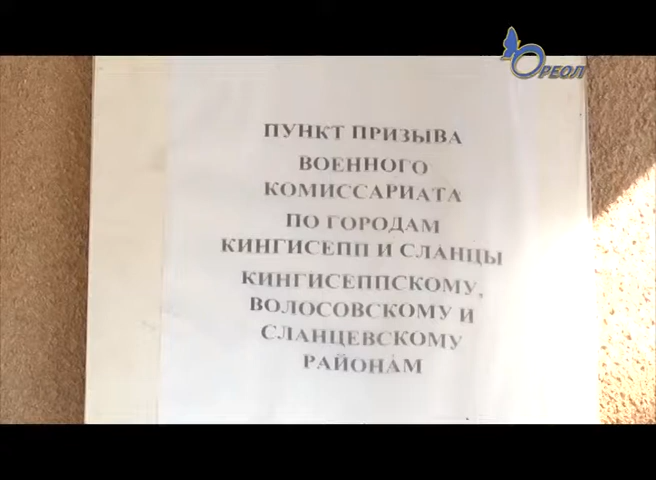 ОРЕОЛ
ПУНКТ ПРИЗЫВА
ВОЕННОГО
КОМИССАРИАТА
ПО ГОРОДАМ
КИНГИСЕПП И СЛАНЦЫ
КИНГИСЕППСКОМУ,
ВОЛОСОВСКОМУ И
СЛАНЦЕВСКОМУ
РАЙОНАМ